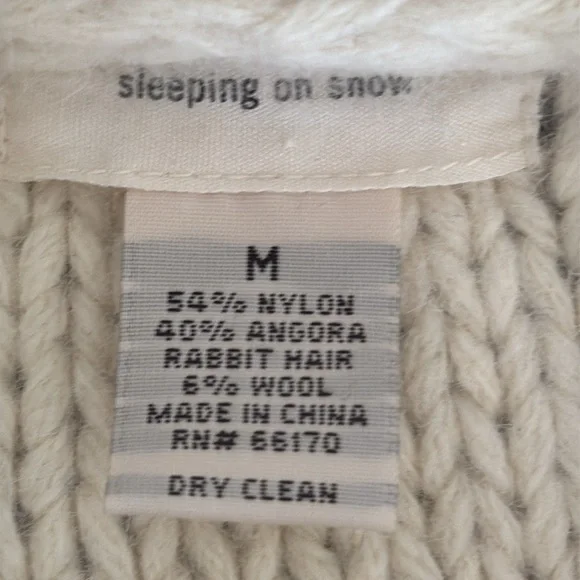 sleeping on snow
M
54% NYLON
40% ANGORA
RABBIT HAIR
6% WOOL
MADE IN CHINA
RN# 66170
DRY CLEAN